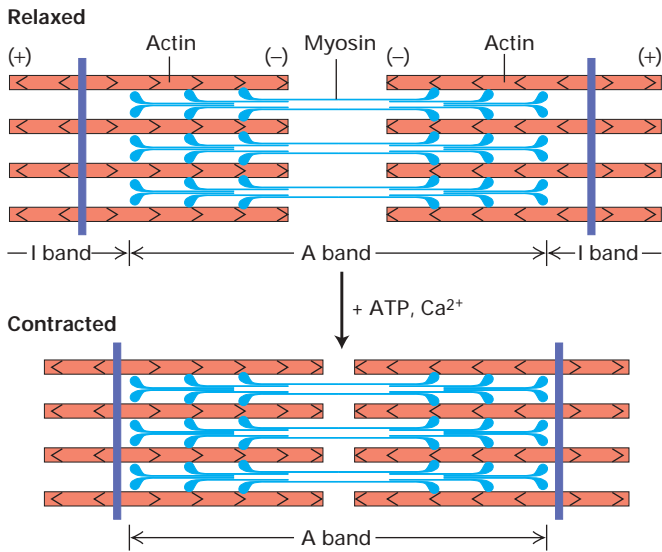 Relaxed
Actin Myosin Actin
(+) (–) (–) (+)
I band A band I band
+ ATP, Ca²⁺
Contracted
A band